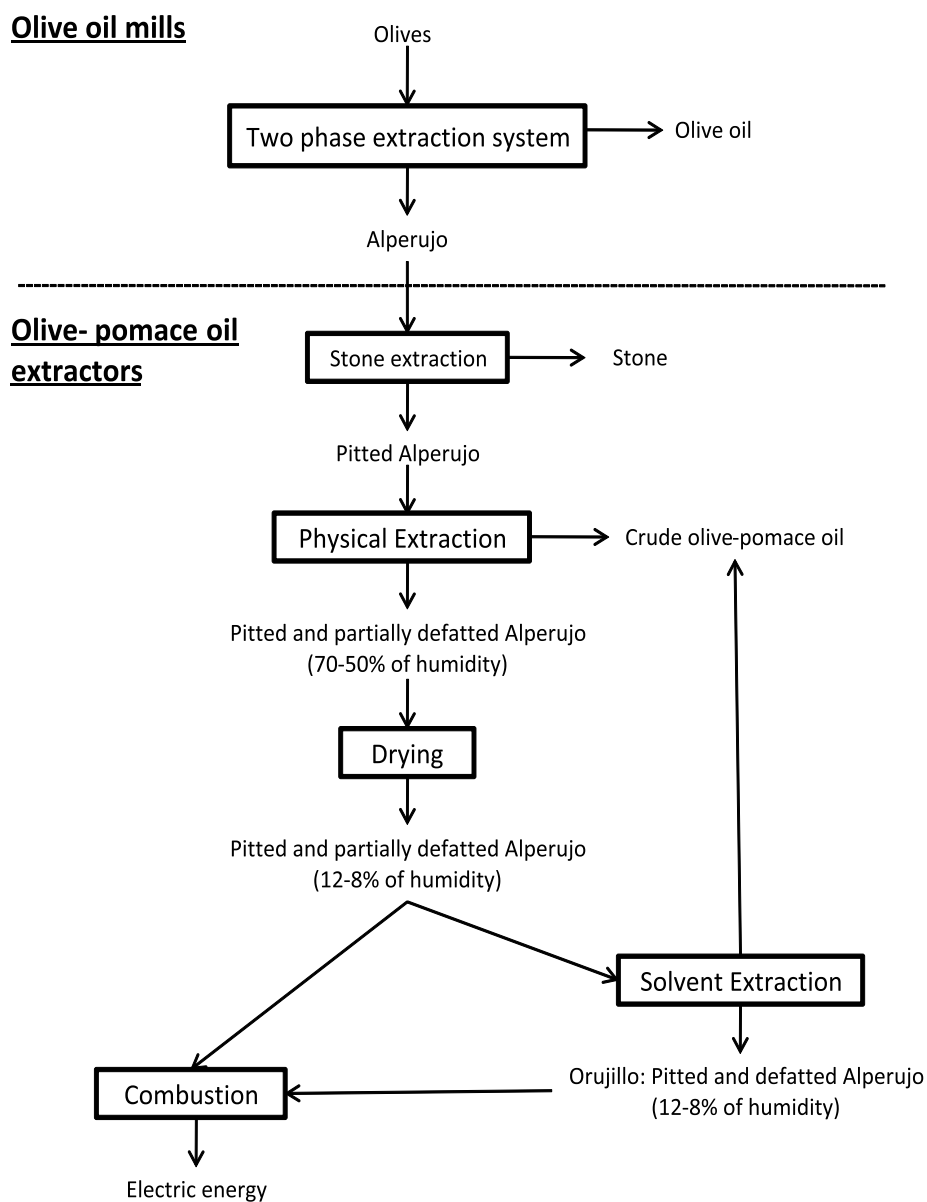 Olive oil mills
Olives
Two phase extraction system
Olive oil
Alperujo
Olive- pomace oil
extractors
Stone extraction
Stone
Pitted Alperujo
Physical Extraction
Crude olive-pomace oil
Pitted and partially defatted Alperujo
(70-50% of humidity)
Drying
Pitted and partially defatted Alperujo
(12-8% of humidity)
Solvent Extraction
Orujillo: Pitted and defatted Alperujo
(12-8% of humidity)
Combustion
Electric energy